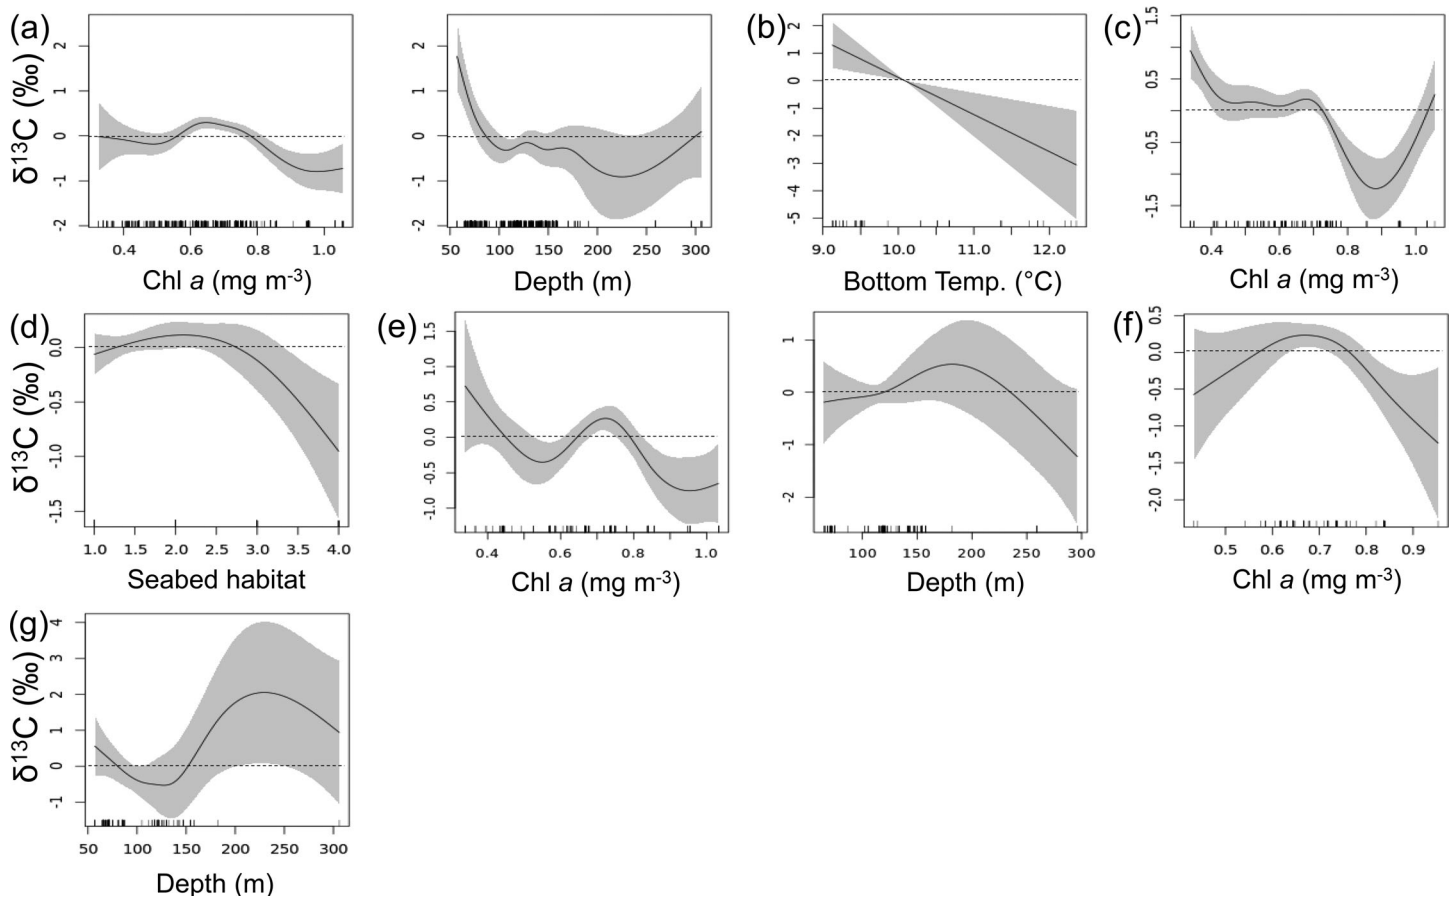 (a)
δ¹³C (‰)
2
1
0
-1
-2
0.4 0.6 0.8 1.0
Chl a (mg m⁻³)
2
1
0
-1
-2
50 100 150 200 250 300
Depth (m)
(b)
2
1
0
-1
-2
-3
-4
-5
9.0 10.0 11.0 12.0
Bottom Temp. (°C)
(c)
1.5
0.5
-0.5
-1.5
0.4 0.6 0.8 1.0
Chl a (mg m⁻³)
(d)
δ¹³C (‰)
0.0
-0.5
-1.0
-1.5
1.0 1.5 2.0 2.5 3.0 3.5 4.0
Seabed habitat
(e)
1.5
1.0
0.5
0.0
-0.5
-1.0
0.4 0.6 0.8 1.0
Chl a (mg m⁻³)
1
0
-1
-2
100 150 200 250 300
Depth (m)
(f)
0.5
0.0
-0.5
-1.0
-1.5
-2.0
0.5 0.6 0.7 0.8 0.9
Chl a (mg m⁻³)
(g)
δ¹³C (‰)
4
3
2
1
0
-1
50 100 150 200 250 300
Depth (m)